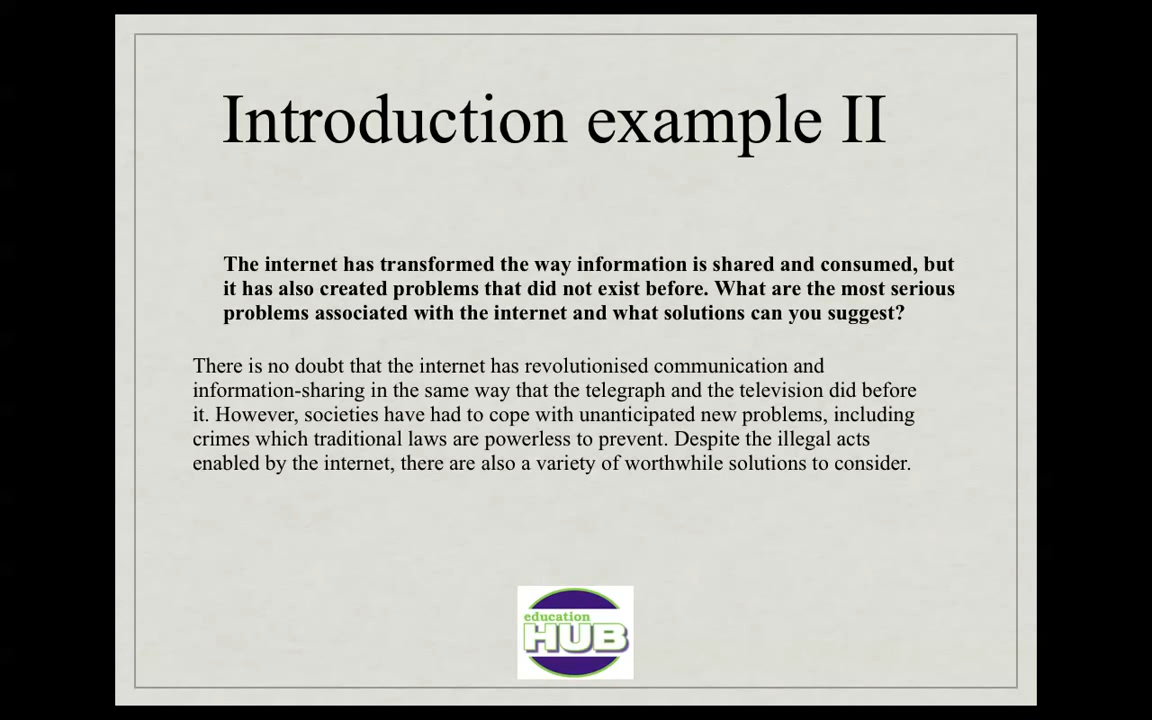 Introduction example II
The internet has transformed the way information is shared and consumed, but
it has also created problems that did not exist before. What are the most serious
problems associated with the internet and what solutions can you suggest?
There is no doubt that the internet has revolutionised communication and
information-sharing in the same way that the telegraph and the television did before
it. However, societies have had to cope with unanticipated new problems, including
crimes which traditional laws are powerless to prevent. Despite the illegal acts
enabled by the internet, there are also a variety of worthwhile solutions to consider.
education
HUB